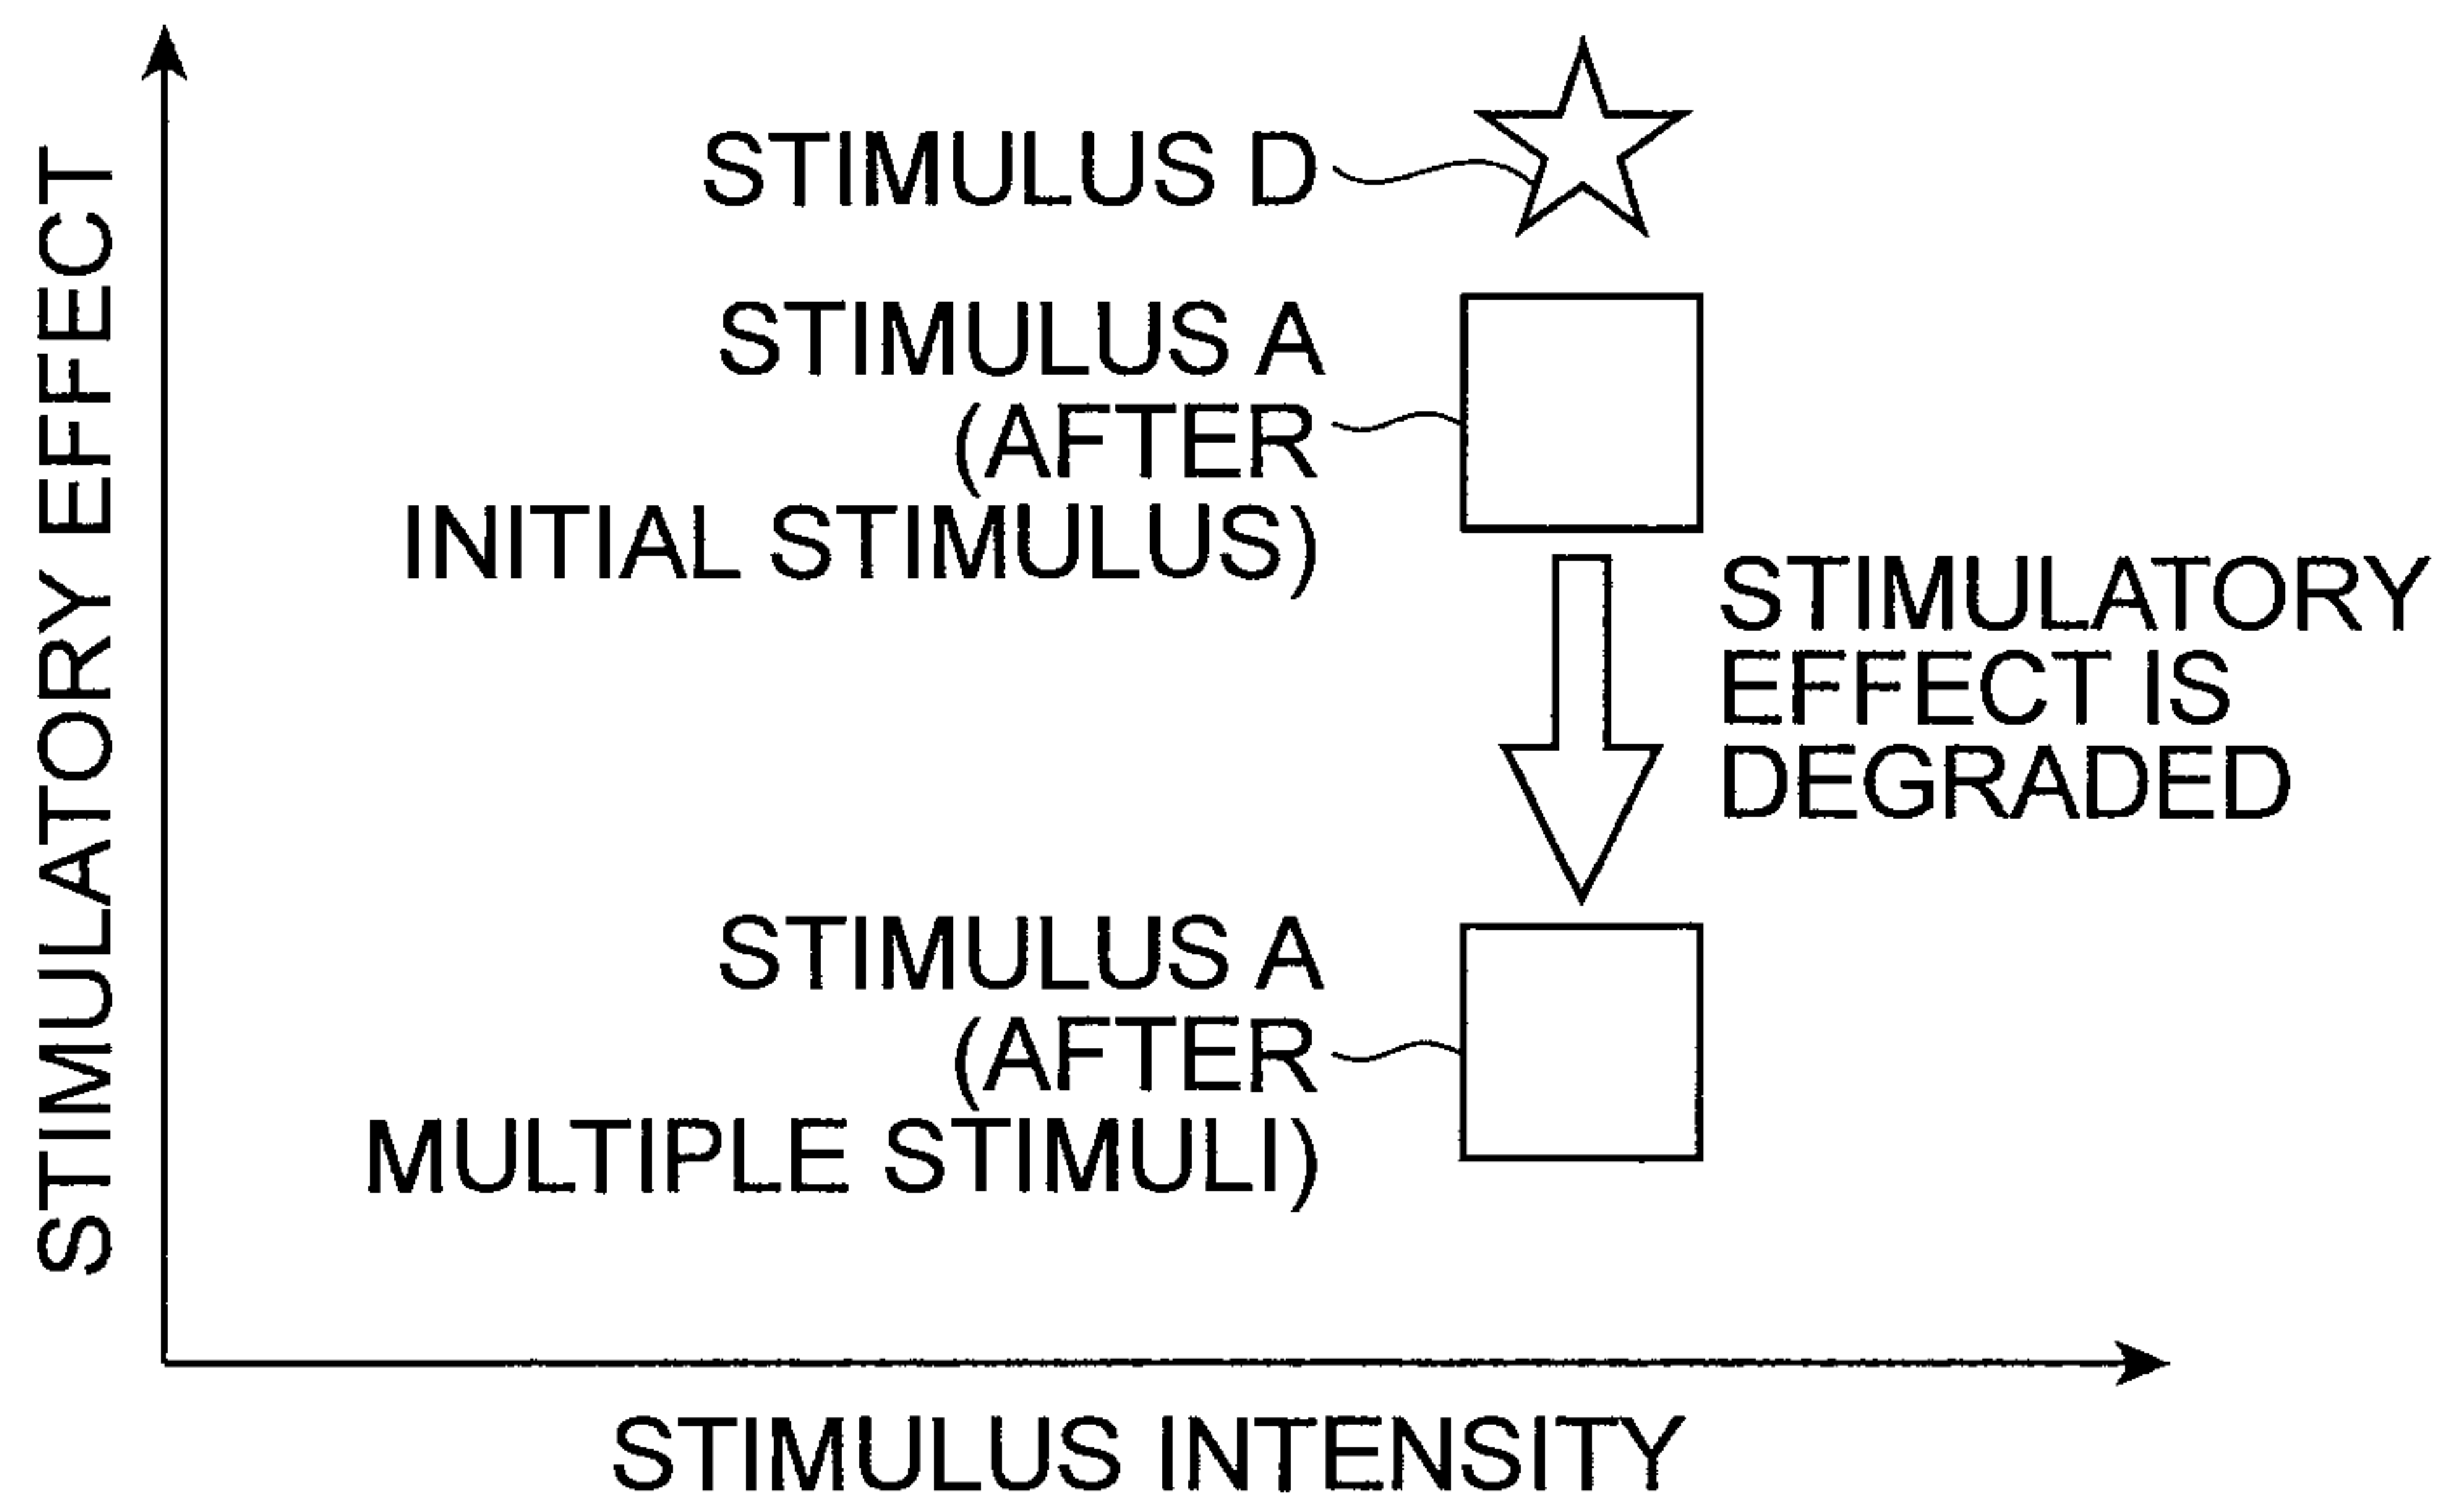 STIMULATORY EFFECT
STIMULUS D
STIMULUS A
(AFTER
INITIAL STIMULUS)
STIMULATORY
EFFECT IS
DEGRADED
STIMULUS A
(AFTER
MULTIPLE STIMULI)
STIMULUS INTENSITY